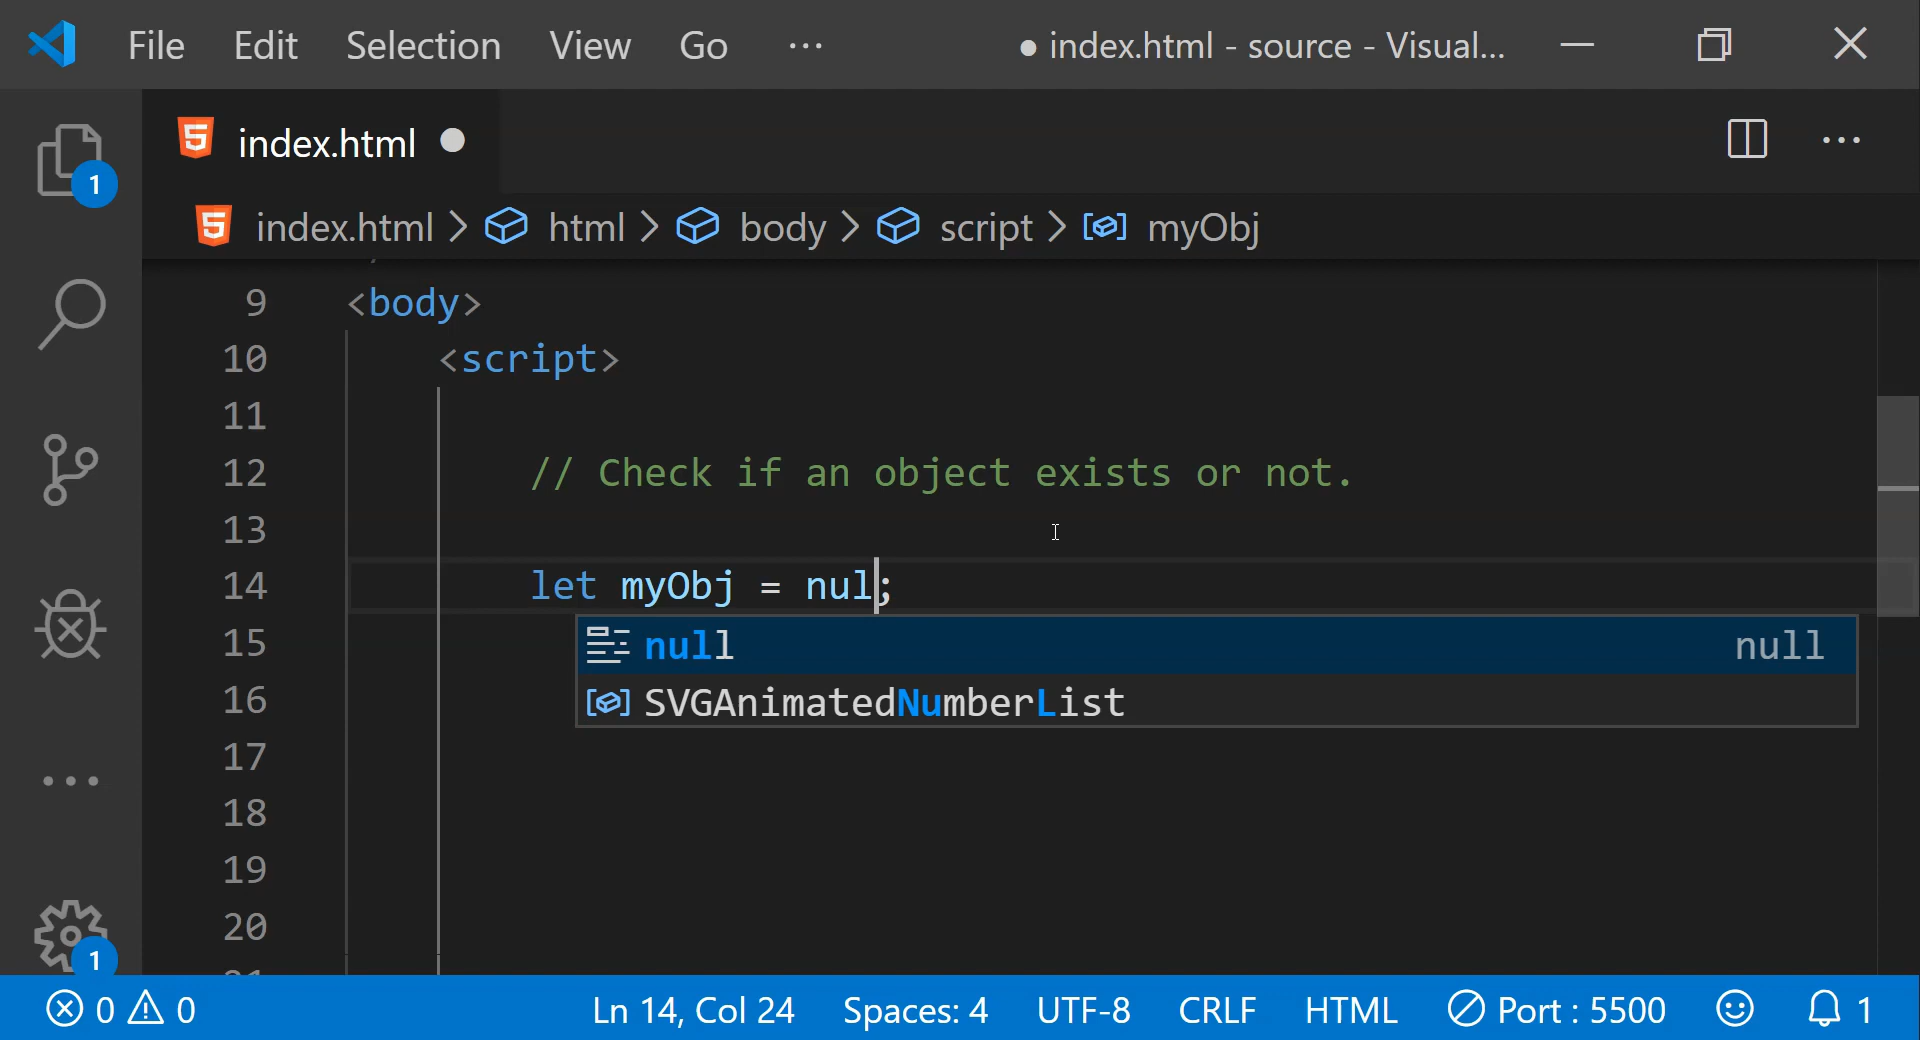 File Edit Selection View Go ··· ● index.html - source - Visual...
index.html ●
1
index.html > html > body > script > myObj
9 <body>
10 <script>
11
12 // Check if an object exists or not.
13
14 let myObj = nul;
15 null null
16 SVGAnimatedNumberList
17
18
19
20
1
0 0 Ln 14, Col 24 Spaces: 4 UTF-8 CRLF HTML Port : 5500 1